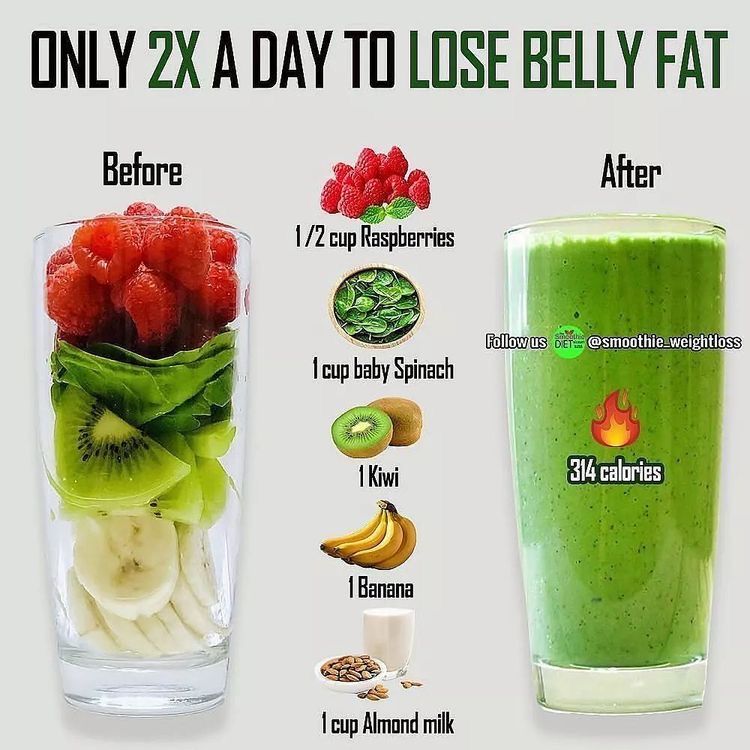 ONLY 2X A DAY TO LOSE BELLY FAT
Before
After
1/2 cup Raspberries
1 cup baby Spinach
Follow us
Smoothie
DIET
@smoothie_weightloss
1 Kiwi
314 calories
1 Banana
1 cup Almond milk